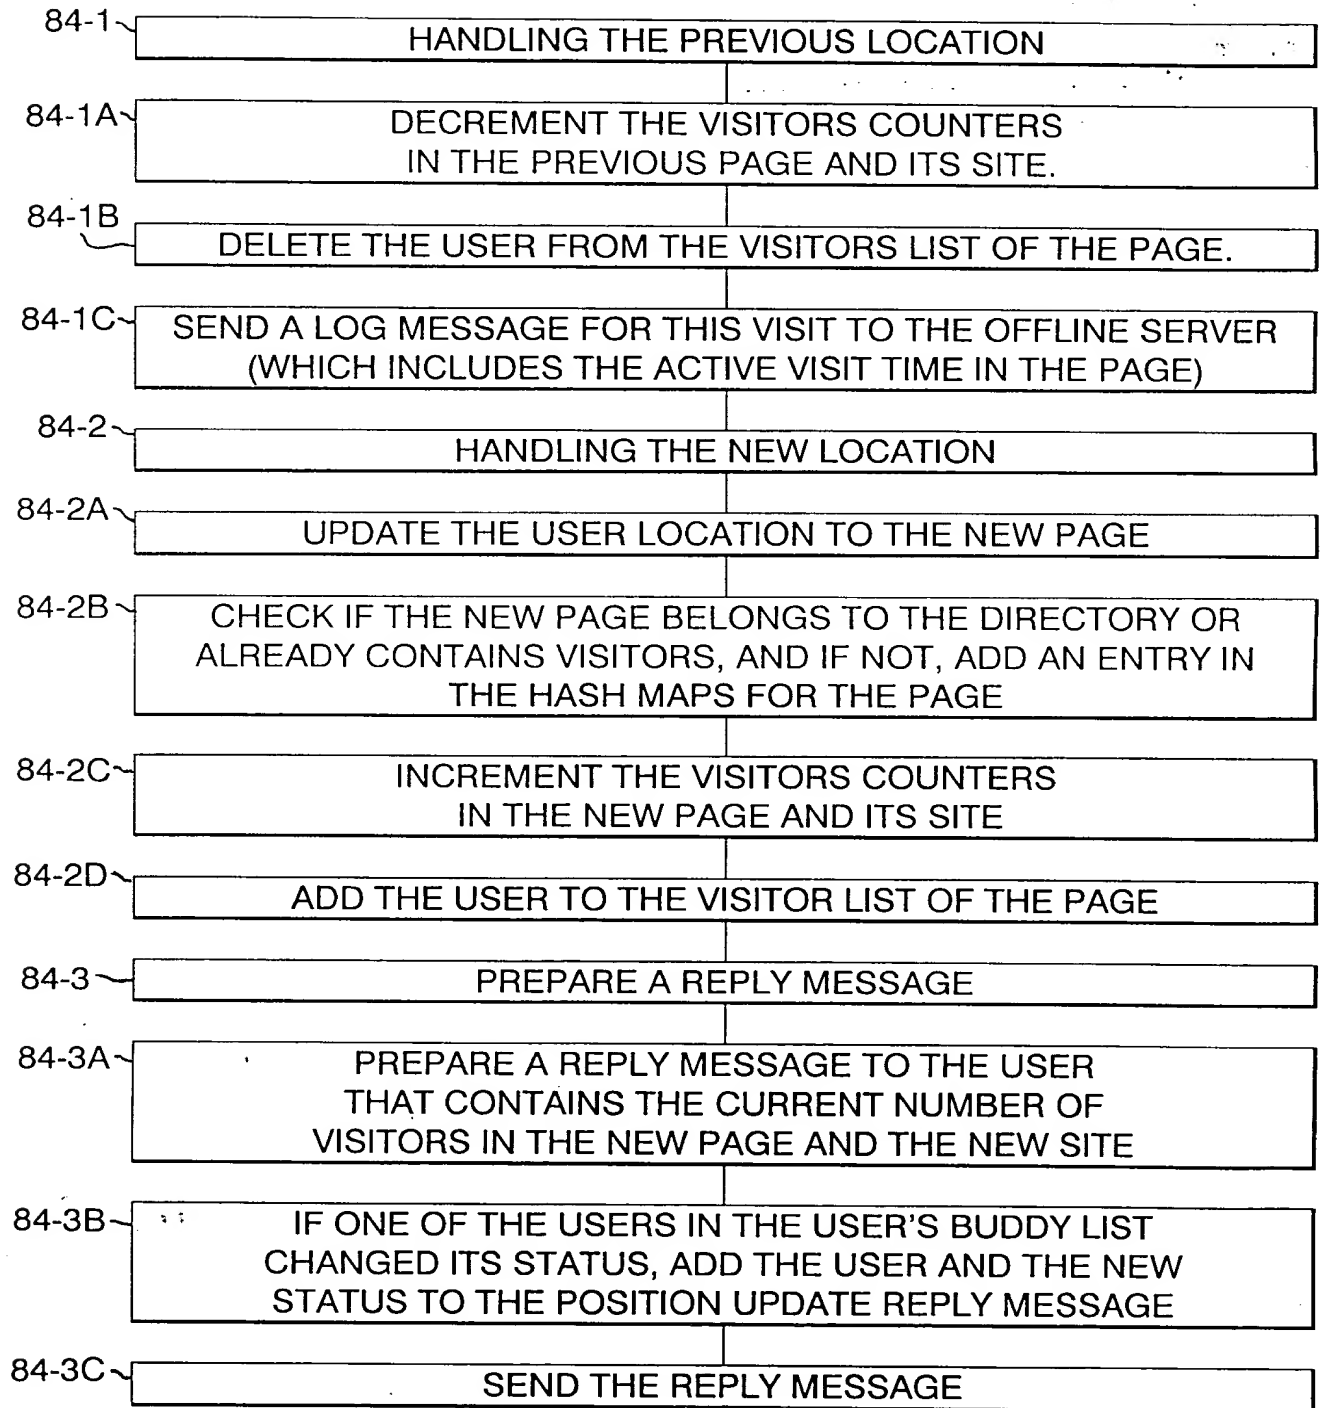 84-1
HANDLING THE PREVIOUS LOCATION
84-1A
DECREMENT THE VISITORS COUNTERS
IN THE PREVIOUS PAGE AND ITS SITE.
84-1B
DELETE THE USER FROM THE VISITORS LIST OF THE PAGE.
84-1C
SEND A LOG MESSAGE FOR THIS VISIT TO THE OFFLINE SERVER
(WHICH INCLUDES THE ACTIVE VISIT TIME IN THE PAGE)
84-2
HANDLING THE NEW LOCATION
84-2A
UPDATE THE USER LOCATION TO THE NEW PAGE
84-2B
CHECK IF THE NEW PAGE BELONGS TO THE DIRECTORY OR
ALREADY CONTAINS VISITORS, AND IF NOT, ADD AN ENTRY IN
THE HASH MAPS FOR THE PAGE
84-2C
INCREMENT THE VISITORS COUNTERS
IN THE NEW PAGE AND ITS SITE
84-2D
ADD THE USER TO THE VISITOR LIST OF THE PAGE
84-3
PREPARE A REPLY MESSAGE
84-3A
PREPARE A REPLY MESSAGE TO THE USER
THAT CONTAINS THE CURRENT NUMBER OF
VISITORS IN THE NEW PAGE AND THE NEW SITE
84-3B
IF ONE OF THE USERS IN THE USER'S BUDDY LIST
CHANGED ITS STATUS, ADD THE USER AND THE NEW
STATUS TO THE POSITION UPDATE REPLY MESSAGE
84-3C
SEND THE REPLY MESSAGE